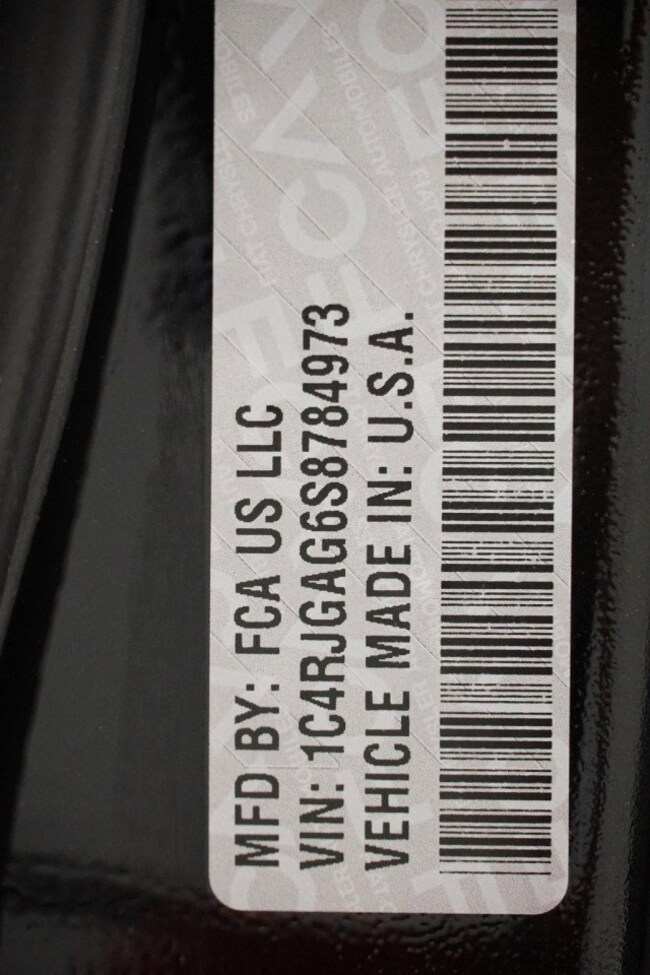 MFD BY: FCA US LLC
VIN: 1C4RJGAG6S8784973
VEHICLE MADE IN: U.S.A.